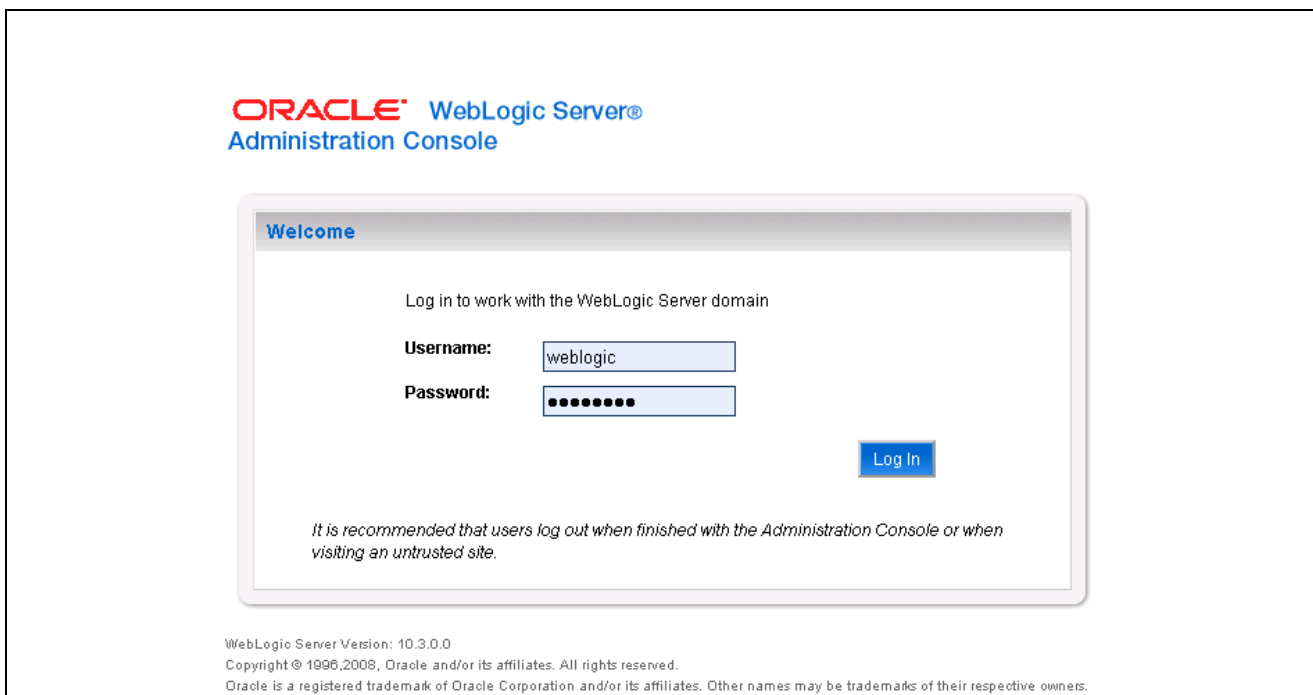 ORACLE® WebLogic Server®
Administration Console
Welcome
Log in to work with the WebLogic Server domain
Username:
weblogic
Password:
●●●●●●●●
Log In
It is recommended that users log out when finished with the Administration Console or when
visiting an untrusted site.
WebLogic Server Version: 10.3.0.0
Copyright © 1996,2008, Oracle and/or its affiliates. All rights reserved.
Oracle is a registered trademark of Oracle Corporation and/or its affiliates. Other names may be trademarks of their respective owners.